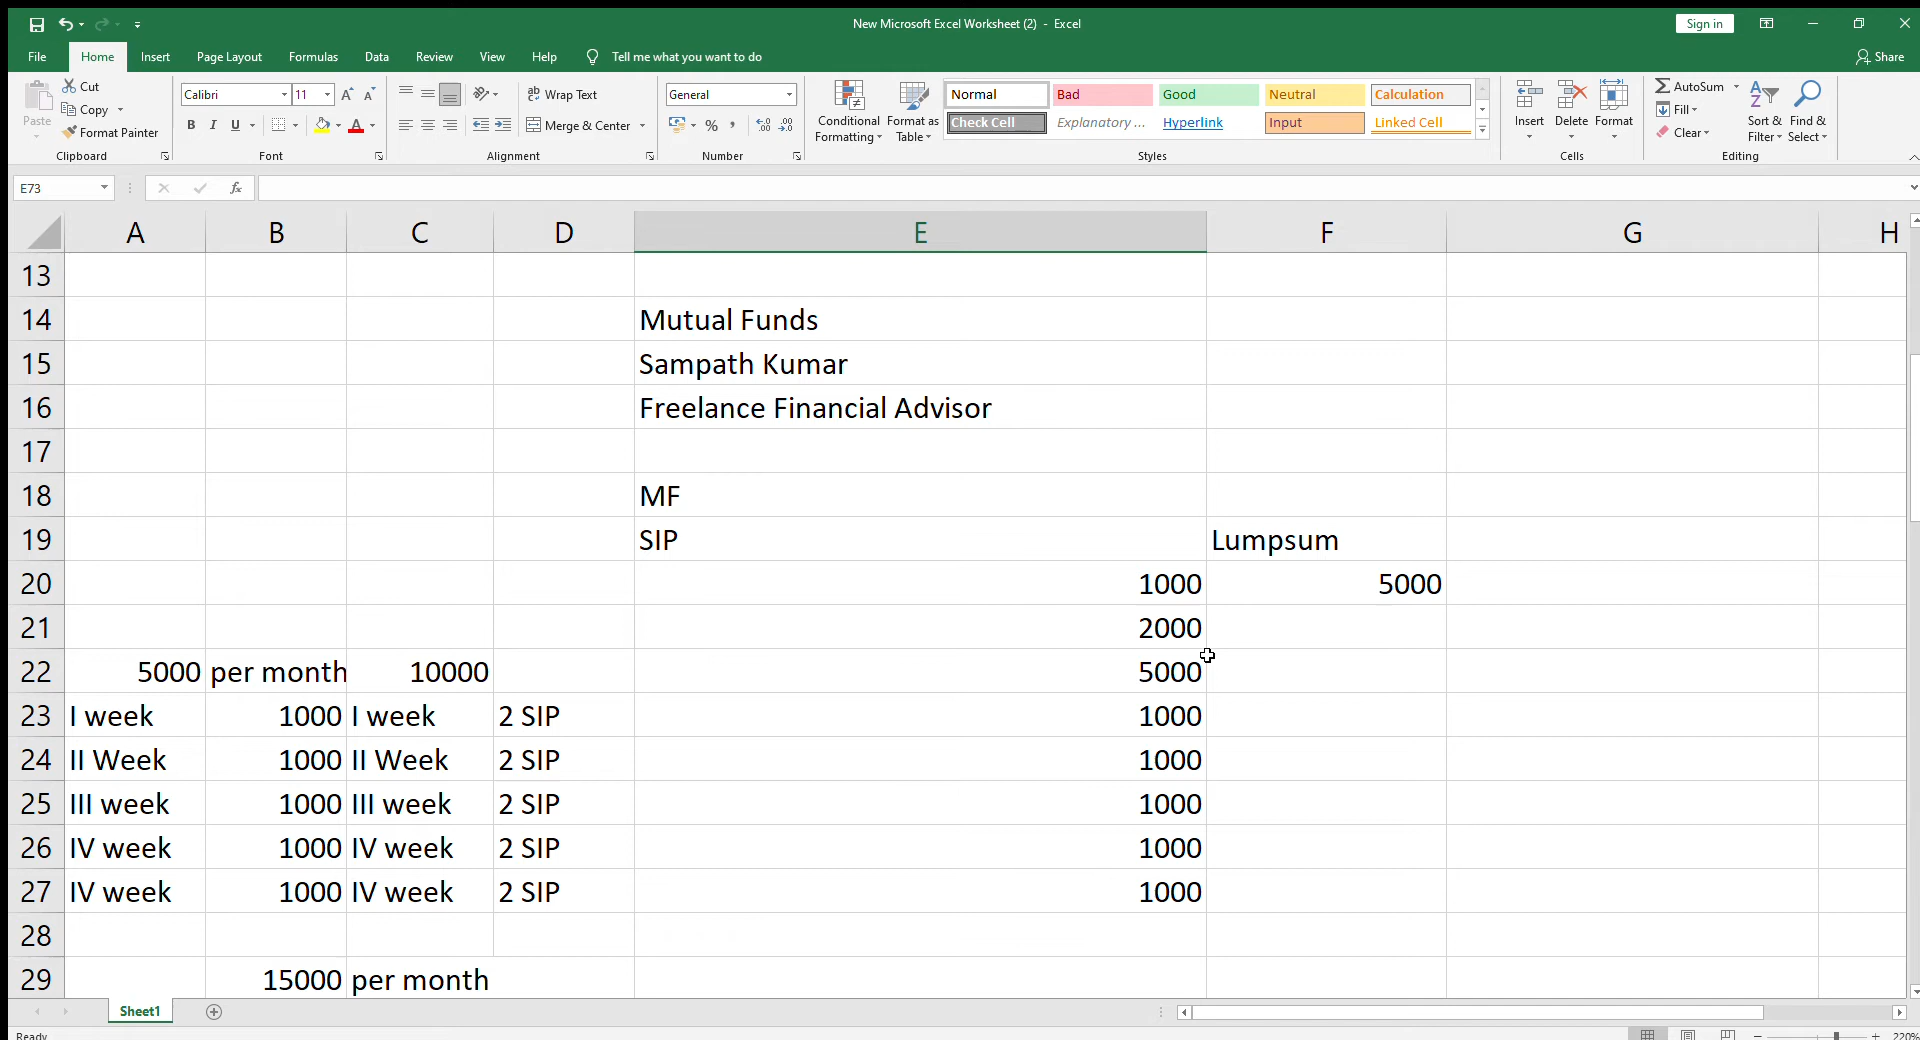 New Microsoft Excel Worksheet (2) - Excel
Sign in
File Home Insert Page Layout Formulas Data Review View Help Tell me what you want to do Share
Paste
Cut
Copy
Format Painter
Clipboard
Calibri 11
B I U
Font
Wrap Text
Merge & Center
Alignment
General
Number
Conditional Formatting
Format as Table
Normal Bad Good Neutral Calculation
Check Cell Explanatory ... Hyperlink Input Linked Cell
Styles
Insert Delete Format
Cells
AutoSum
Fill
Clear
Sort & Filter
Find & Select
Editing
E73 fx
A B C D E F G H
13
14 Mutual Funds
15 Sampath Kumar
16 Freelance Financial Advisor
17
18 MF
19 SIP Lumpsum
20 1000 5000
21 2000
22 5000 per month 10000 5000
23 I week 1000 I week 2 SIP 1000
24 II Week 1000 II Week 2 SIP 1000
25 III week 1000 III week 2 SIP 1000
26 IV week 1000 IV week 2 SIP 1000
27 IV week 1000 IV week 2 SIP 1000
28
29 15000 per month
Sheet1
Ready 220%